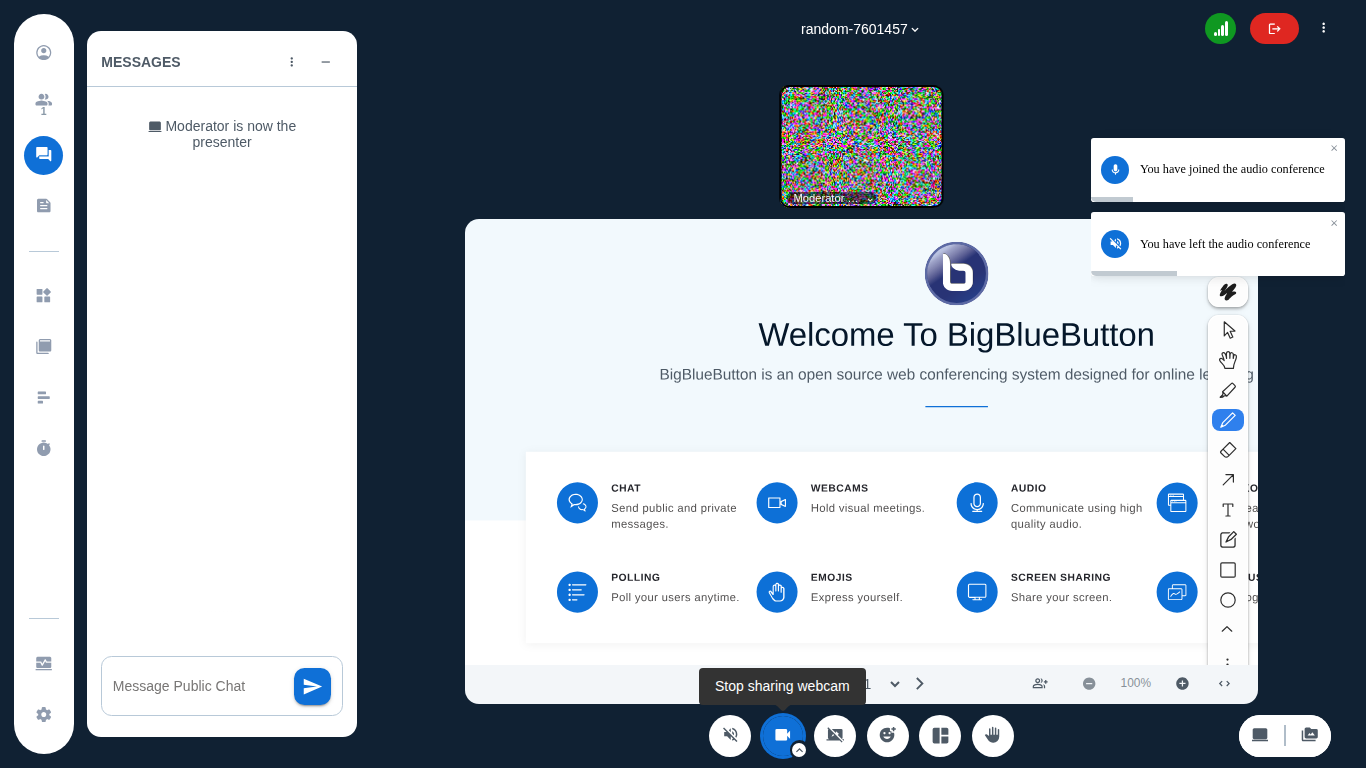 random-7601457
MESSAGES
1
Moderator is now the
presenter
Moderator
You have joined the audio conference
You have left the audio conference
Welcome To BigBlueButton
BigBlueButton is an open source web conferencing system designed for online
CHAT
Send public and private
messages.
WEBCAMS
Hold visual meetings.
AUDIO
Communicate using high
quality audio.
POLLING
Poll your users anytime.
EMOJIS
Express yourself.
SCREEN SHARING
Share your screen.
Message Public Chat
Stop sharing webcam
1
100%